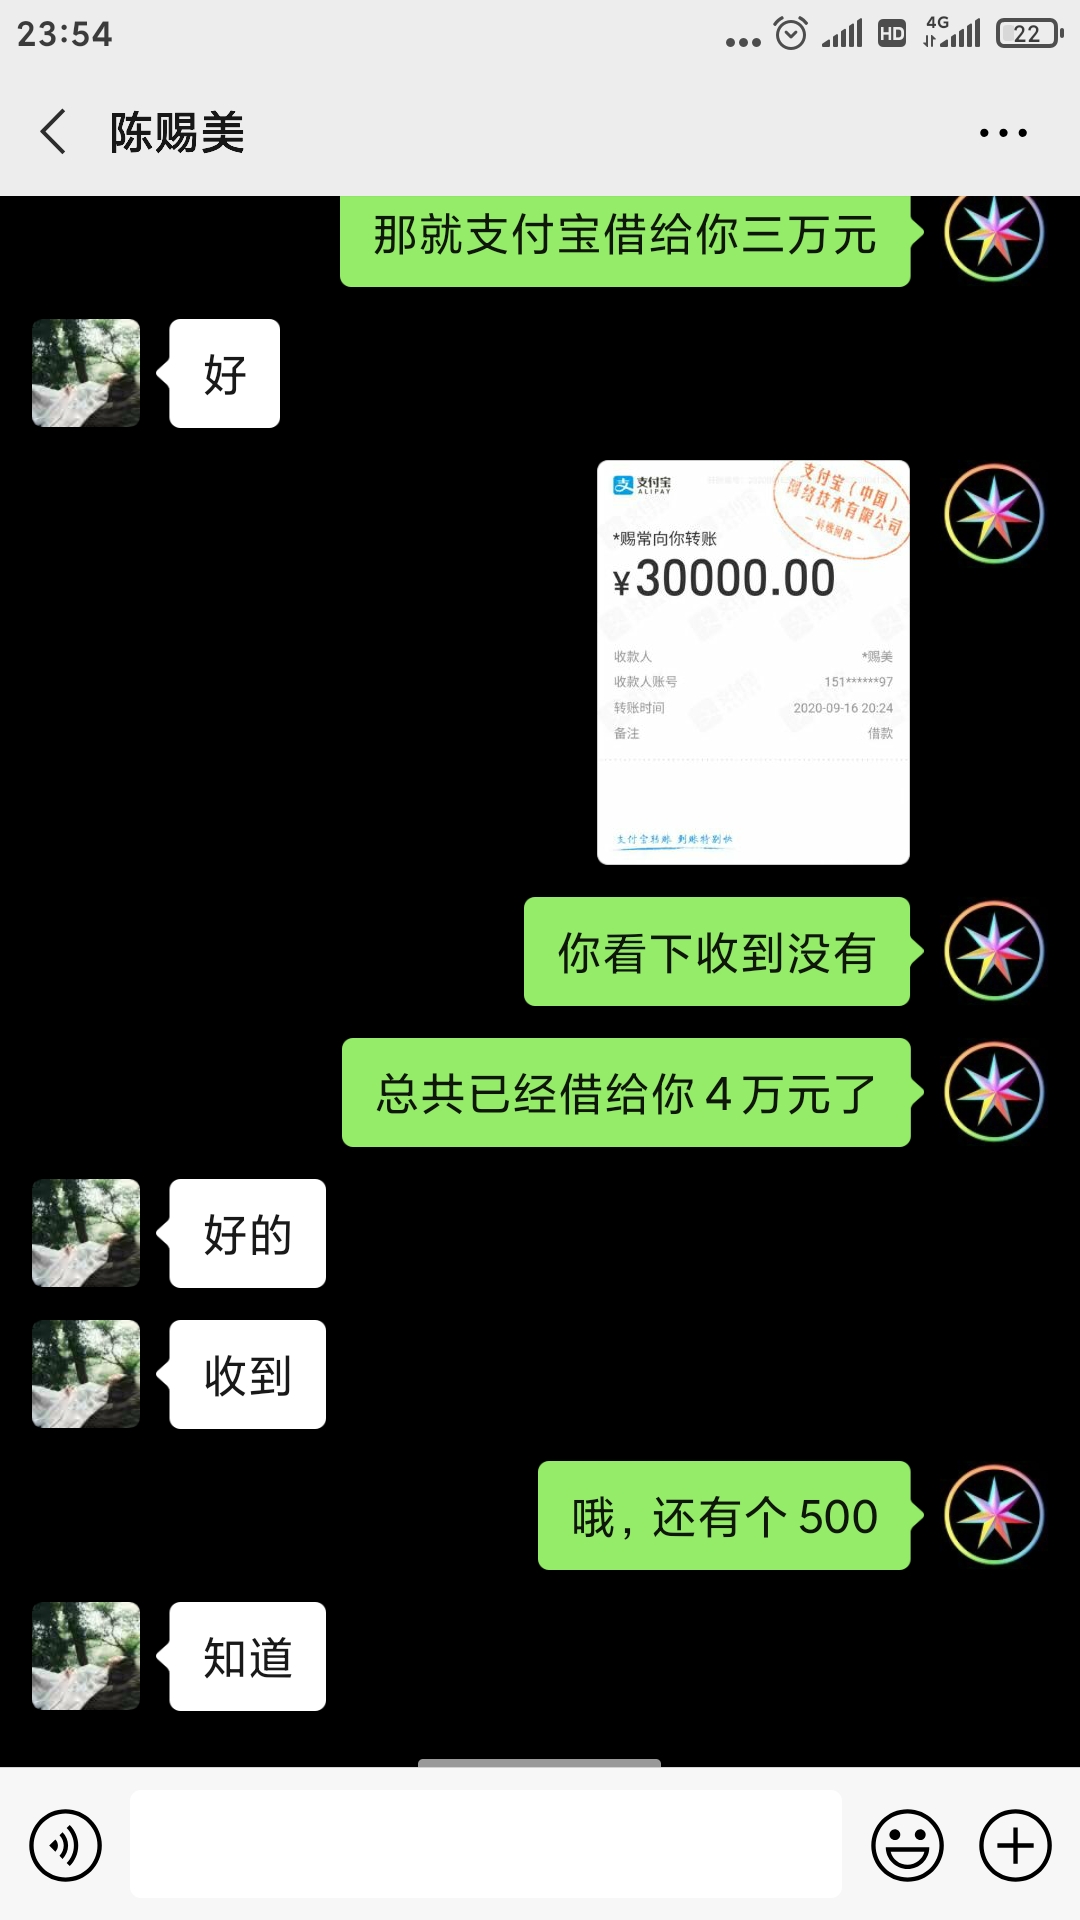 23:54
HD
4G
22
陈赐美
那就支付宝借给你三万元
好
支付宝
ALIPAY
支付宝（中国）
网络技术有限公司
*赐常向你转账
¥30000.00
收款人 *赐美
收款人账号 151******97
转账时间 2020-09-16 20:24
备注 借款
支付宝转账 到账特别快
你看下收到没有
总共已经借给你4万元了
好的
收到
哦，还有个500
知道